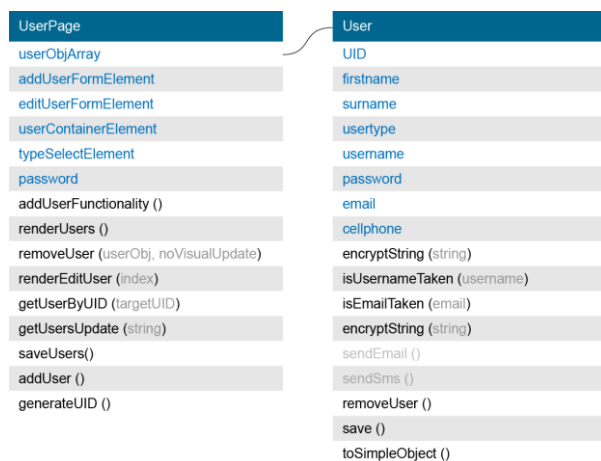 UserPage
userObjArray
addUserFormElement
editUserFormElement
userContainerElement
typeSelectElement
password
addUserFunctionality ()
renderUsers ()
removeUser (userObj, noVisualUpdate)
renderEditUser (index)
getUserByUID (targetUID)
getUsersUpdate (string)
saveUsers()
addUser ()
generateUID ()
User
UID
firstname
surname
usertype
username
password
email
cellphone
encryptString (string)
isUsernameTaken (username)
isEmailTaken (email)
encryptString (string)
sendEmail ()
sendSms ()
removeUser ()
save ()
toSimpleObject ()